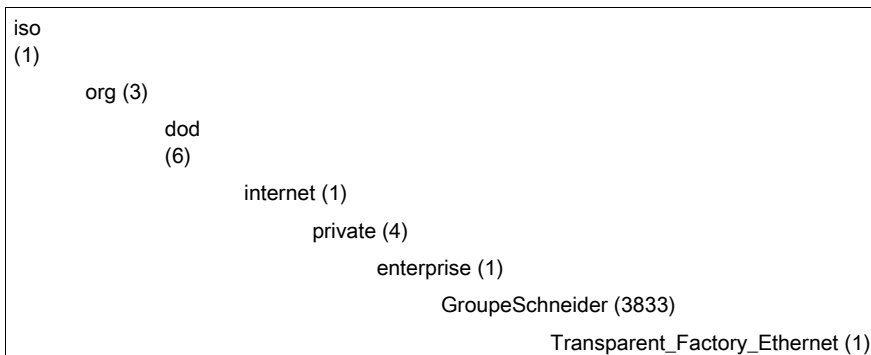 iso
(1)
org (3)
dod
(6)
internet (1)
private (4)
enterprise (1)
GroupeSchneider (3833)
Transparent_Factory_Ethernet (1)